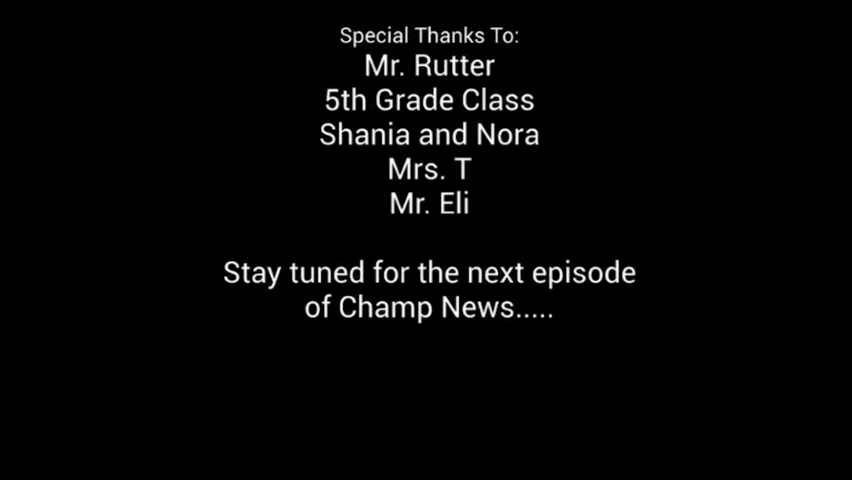 Special Thanks To:
Mr. Rutter
5th Grade Class
Shania and Nora
Mrs. T
Mr. Eli
Stay tuned for the next episode
of Champ News.....